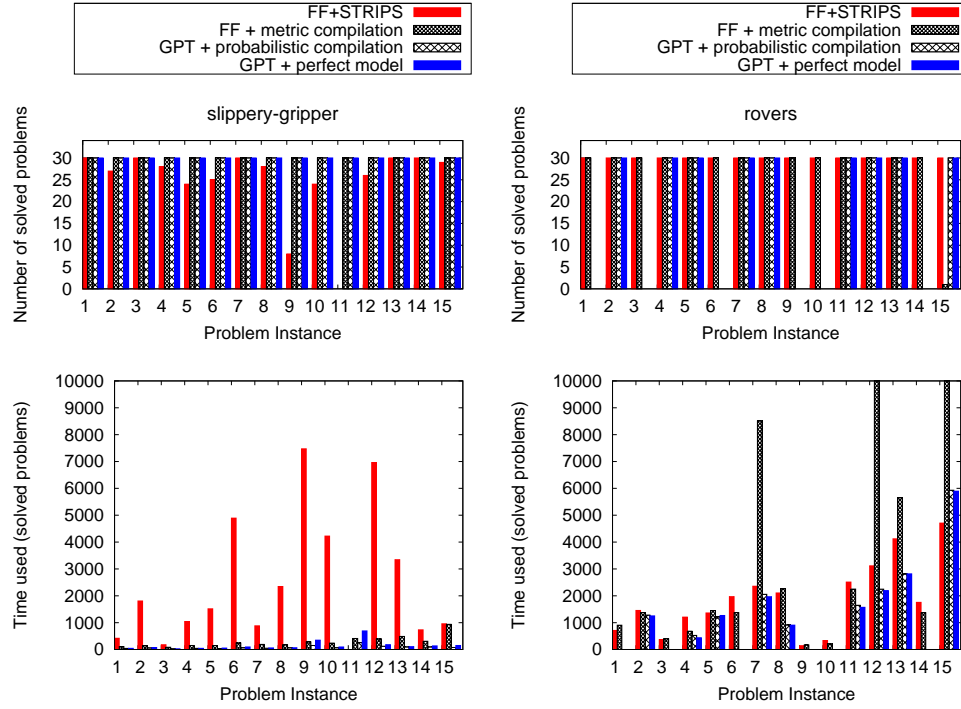 FF+STRIPS
FF + metric compilation
GPT + probabilistic compilation
GPT + perfect model
slippery-gripper
Number of solved problems
30
25
20
15
10
5
0
1 2 3 4 5 6 7 8 9 10 11 12 13 14 15
Problem Instance
FF+STRIPS
FF + metric compilation
GPT + probabilistic compilation
GPT + perfect model
rovers
Number of solved problems
30
25
20
15
10
5
0
1 2 3 4 5 6 7 8 9 10 11 12 13 14 15
Problem Instance
Time used (solved problems)
10000
9000
8000
7000
6000
5000
4000
3000
2000
1000
0
1 2 3 4 5 6 7 8 9 10 11 12 13 14 15
Problem Instance
Time used (solved problems)
10000
9000
8000
7000
6000
5000
4000
3000
2000
1000
0
1 2 3 4 5 6 7 8 9 10 11 12 13 14 15
Problem Instance